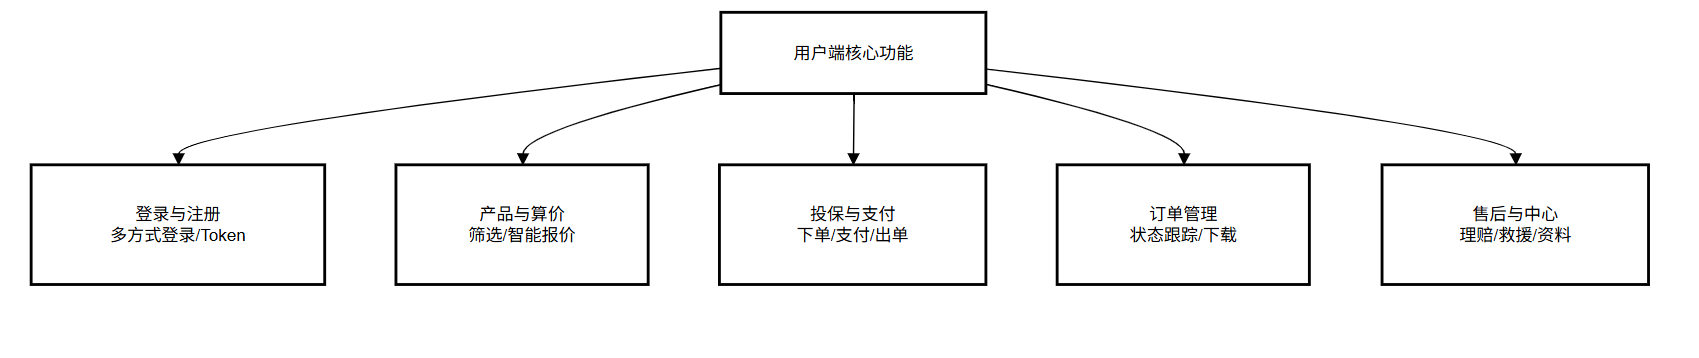 用户端核心功能
登录与注册
多方式登录/Token
产品与算价
筛选/智能报价
投保与支付
下单/支付/出单
订单管理
状态跟踪/下载
售后与中心
理赔/救援/资料